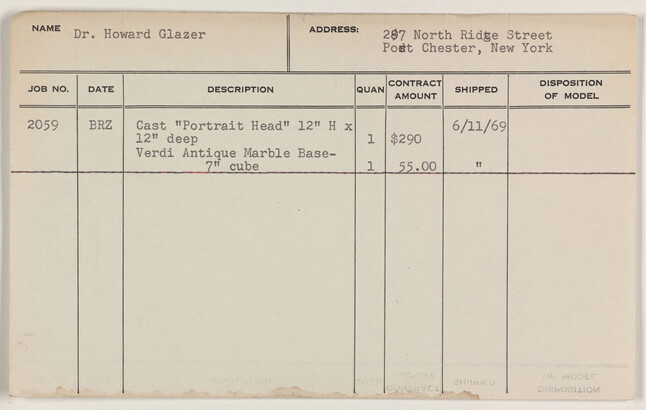 NAME Dr. Howard Glazer
ADDRESS: 287 North Ridge Street
Port Chester, New York
JOB NO. DATE DESCRIPTION QUAN CONTRACT AMOUNT SHIPPED DISPOSITION OF MODEL
2059 BRZ Cast "Portrait Head" 12" H x 6/11/69
12" deep 1 $290
Verdi Antique Marble Base-
7" cube 1 55.00 "